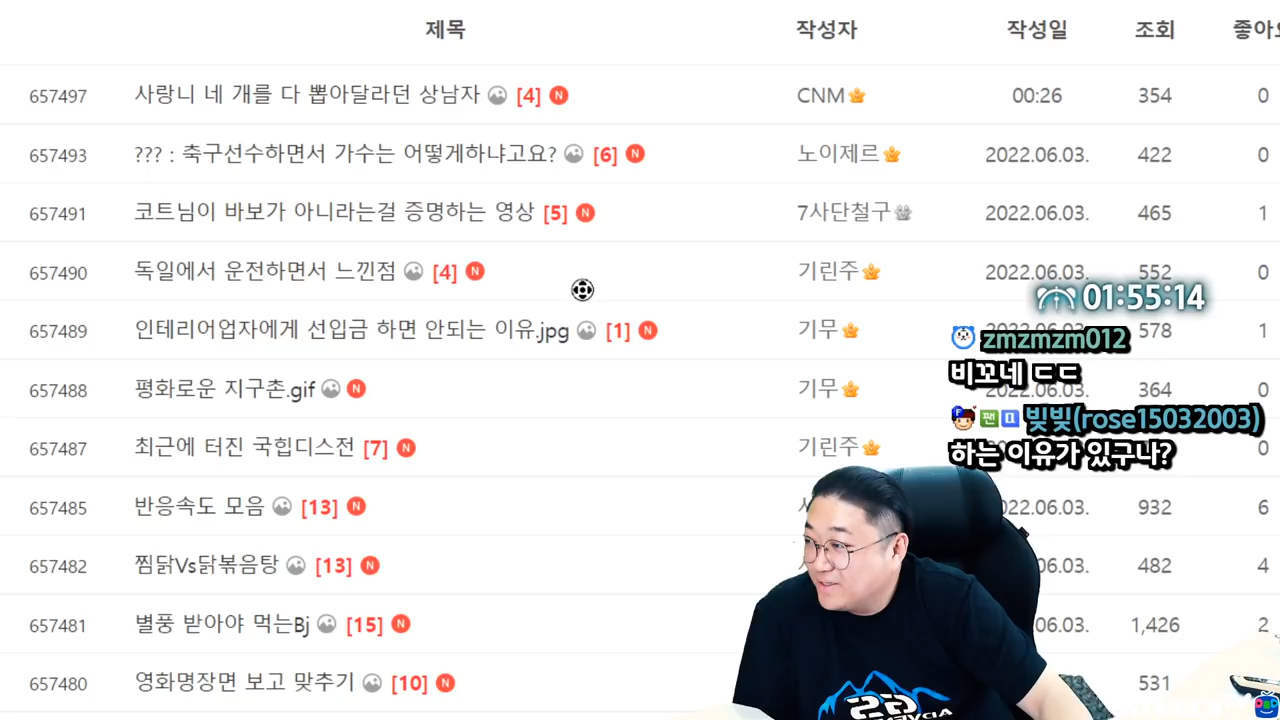 제목 작성자 작성일 조회 좋아요
657497 사랑니 네 개를 다 뽑아달라던 상남자 [4] N CNM 00:26 354 0
657493 ??? : 축구선수하면서 가수는 어떻게하냐고요? [6] N 노이제르 2022.06.03. 422 0
657491 코트님이 바보가 아니라는걸 증명하는 영상 [5] N 7사단철구 2022.06.03. 465 1
657490 독일에서 운전하면서 느낀점 [4] N 기린주 2022.06.03. 552 0
01:55:14
657489 인테리어업자에게 선입금 하면 안되는 이유.jpg [1] N 기무 2022.06.03. 578 1
zmzmzm012
비꼬네 ㄷㄷ
657488 평화로운 지구촌.gif N 기무 2022.06.03. 364 0
F 팬 Q 빚빚(rose15032003)
657487 최근에 터진 국힙디스전 [7] N 기린주 0
하는 이유가 있구나?
657485 반응속도 모음 [13] N 2022.06.03. 932 6
657482 찜닭Vs닭볶음탕 [13] N 06.03. 482 4
657481 별풍 받아야 먹는Bj [15] N 06.03. 1,426 2
657480 영화명장면 보고 맞추기 [10] N 531